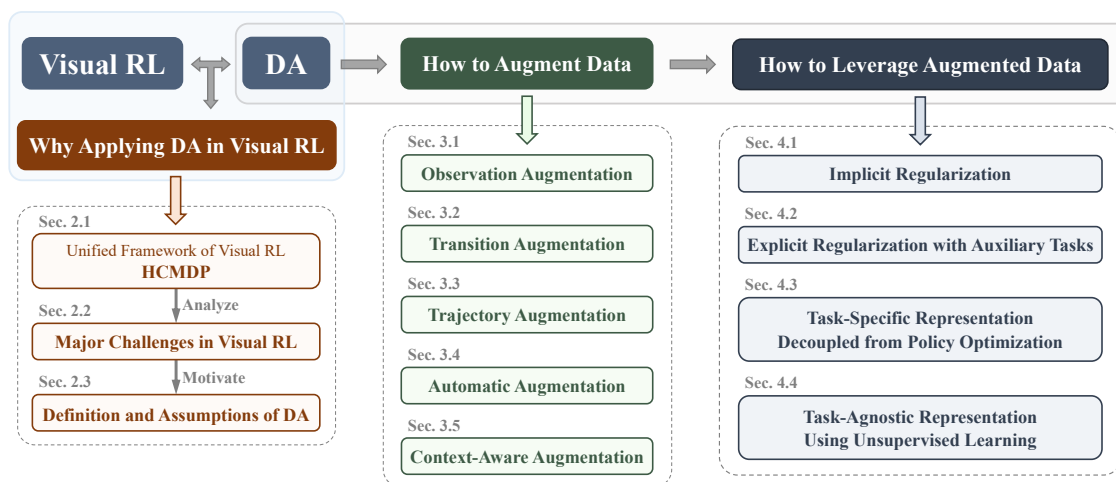 Visual RL
DA
How to Augment Data
How to Leverage Augmented Data
Why Applying DA in Visual RL
Sec. 2.1
Unified Framework of Visual RL
HCMDP
Analyze
Sec. 2.2
Major Challenges in Visual RL
Motivate
Sec. 2.3
Definition and Assumptions of DA
Sec. 3.1
Observation Augmentation
Sec. 3.2
Transition Augmentation
Sec. 3.3
Trajectory Augmentation
Sec. 3.4
Automatic Augmentation
Sec. 3.5
Context-Aware Augmentation
Sec. 4.1
Implicit Regularization
Sec. 4.2
Explicit Regularization with Auxiliary Tasks
Sec. 4.3
Task-Specific Representation
Decoupled from Policy Optimization
Sec. 4.4
Task-Agnostic Representation
Using Unsupervised Learning